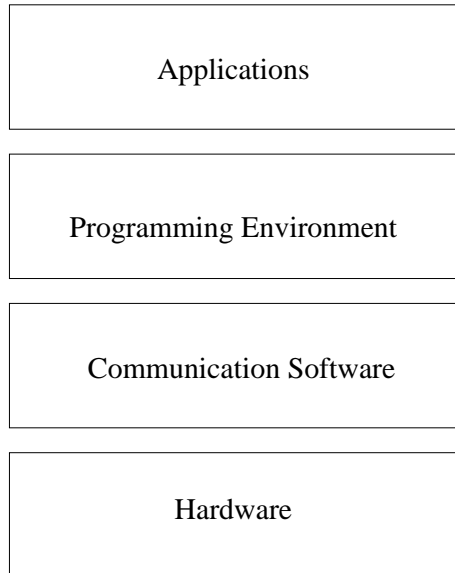 Applications
Programming Environment
Communication Software
Hardware